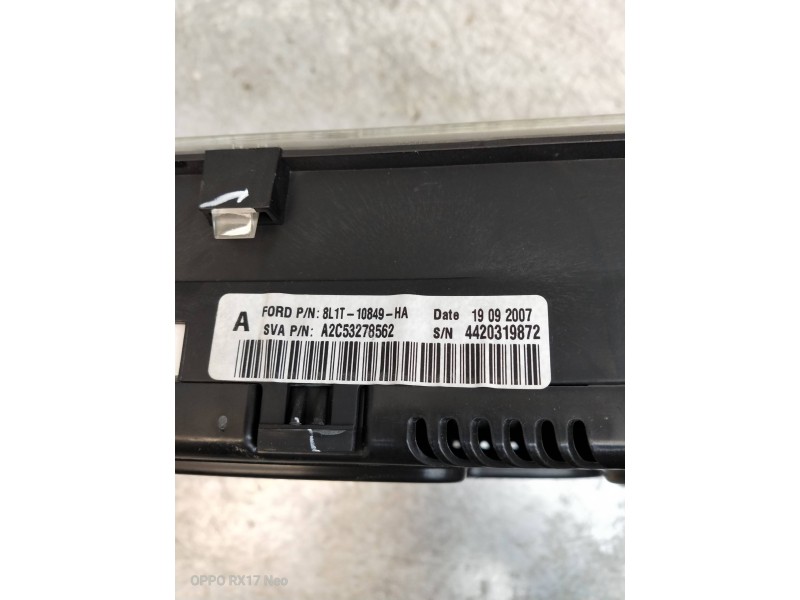 A
FORD P/N: 8L1T-10849-HA Date 19 09 2007
SVA P/N: A2C53278562 S/N 4420319872
OPPO RX17 Neo